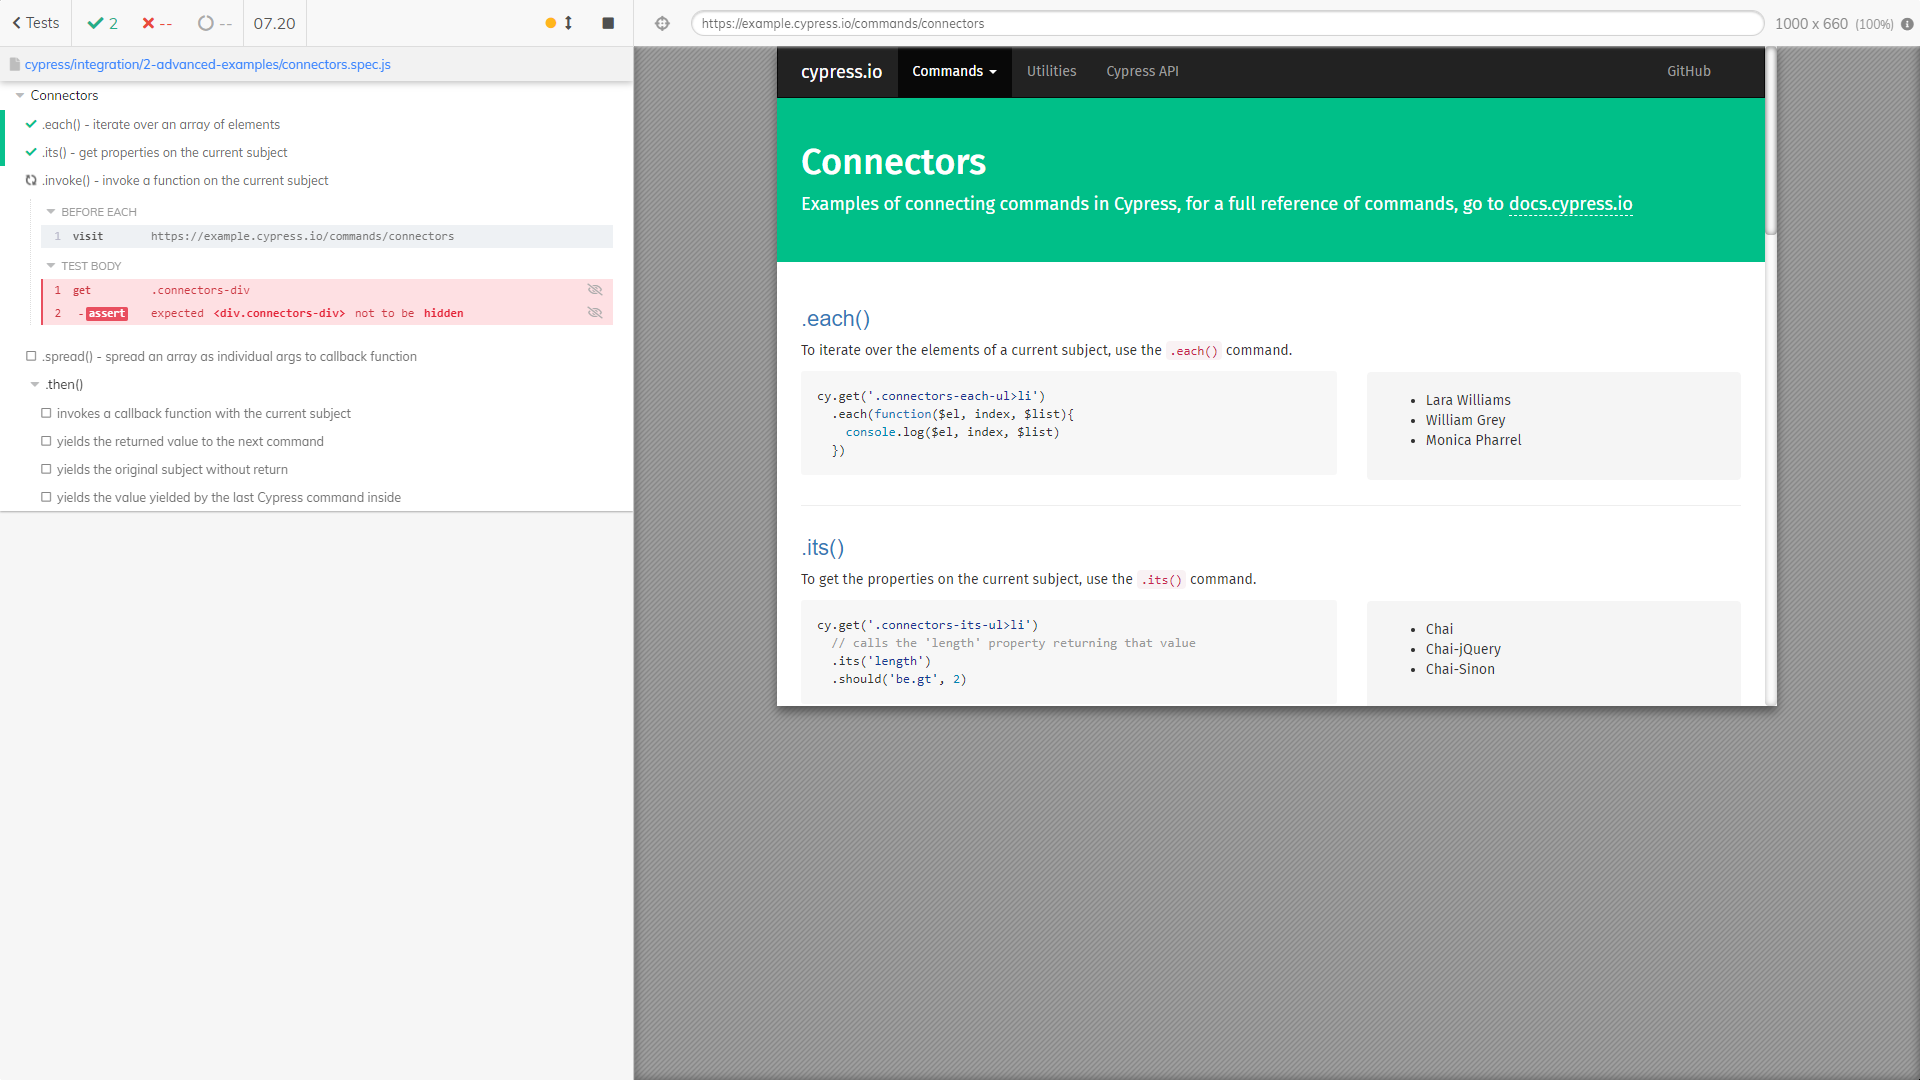 Tests
2
--
--
07.20
cypress/integration/2-advanced-examples/connectors.spec.js
Connectors
.each() - iterate over an array of elements
.its() - get properties on the current subject
.invoke() - invoke a function on the current subject
BEFORE EACH
1 visit https://example.cypress.io/commands/connectors
TEST BODY
1 get .connectors-div
2 -assert expected <div.connectors-div> not to be hidden
.spread() - spread an array as individual args to callback function
.then()
invokes a callback function with the current subject
yields the returned value to the next command
yields the original subject without return
yields the value yielded by the last Cypress command inside
https://example.cypress.io/commands/connectors
1000 x 660 (100%)
cypress.io
Commands
Utilities
Cypress API
GitHub
Connectors
Examples of connecting commands in Cypress, for a full reference of commands, go to docs.cypress.io
.each()
To iterate over the elements of a current subject, use the .each() command.
cy.get('.connectors-each-ul>li')
.each(function($el, index, $list){
console.log($el, index, $list)
})
Lara Williams
William Grey
Monica Pharrel
.its()
To get the properties on the current subject, use the .its() command.
cy.get('.connectors-its-ul>li')
// calls the 'length' property returning that value
.its('length')
.should('be.gt', 2)
Chai
Chai-jQuery
Chai-Sinon